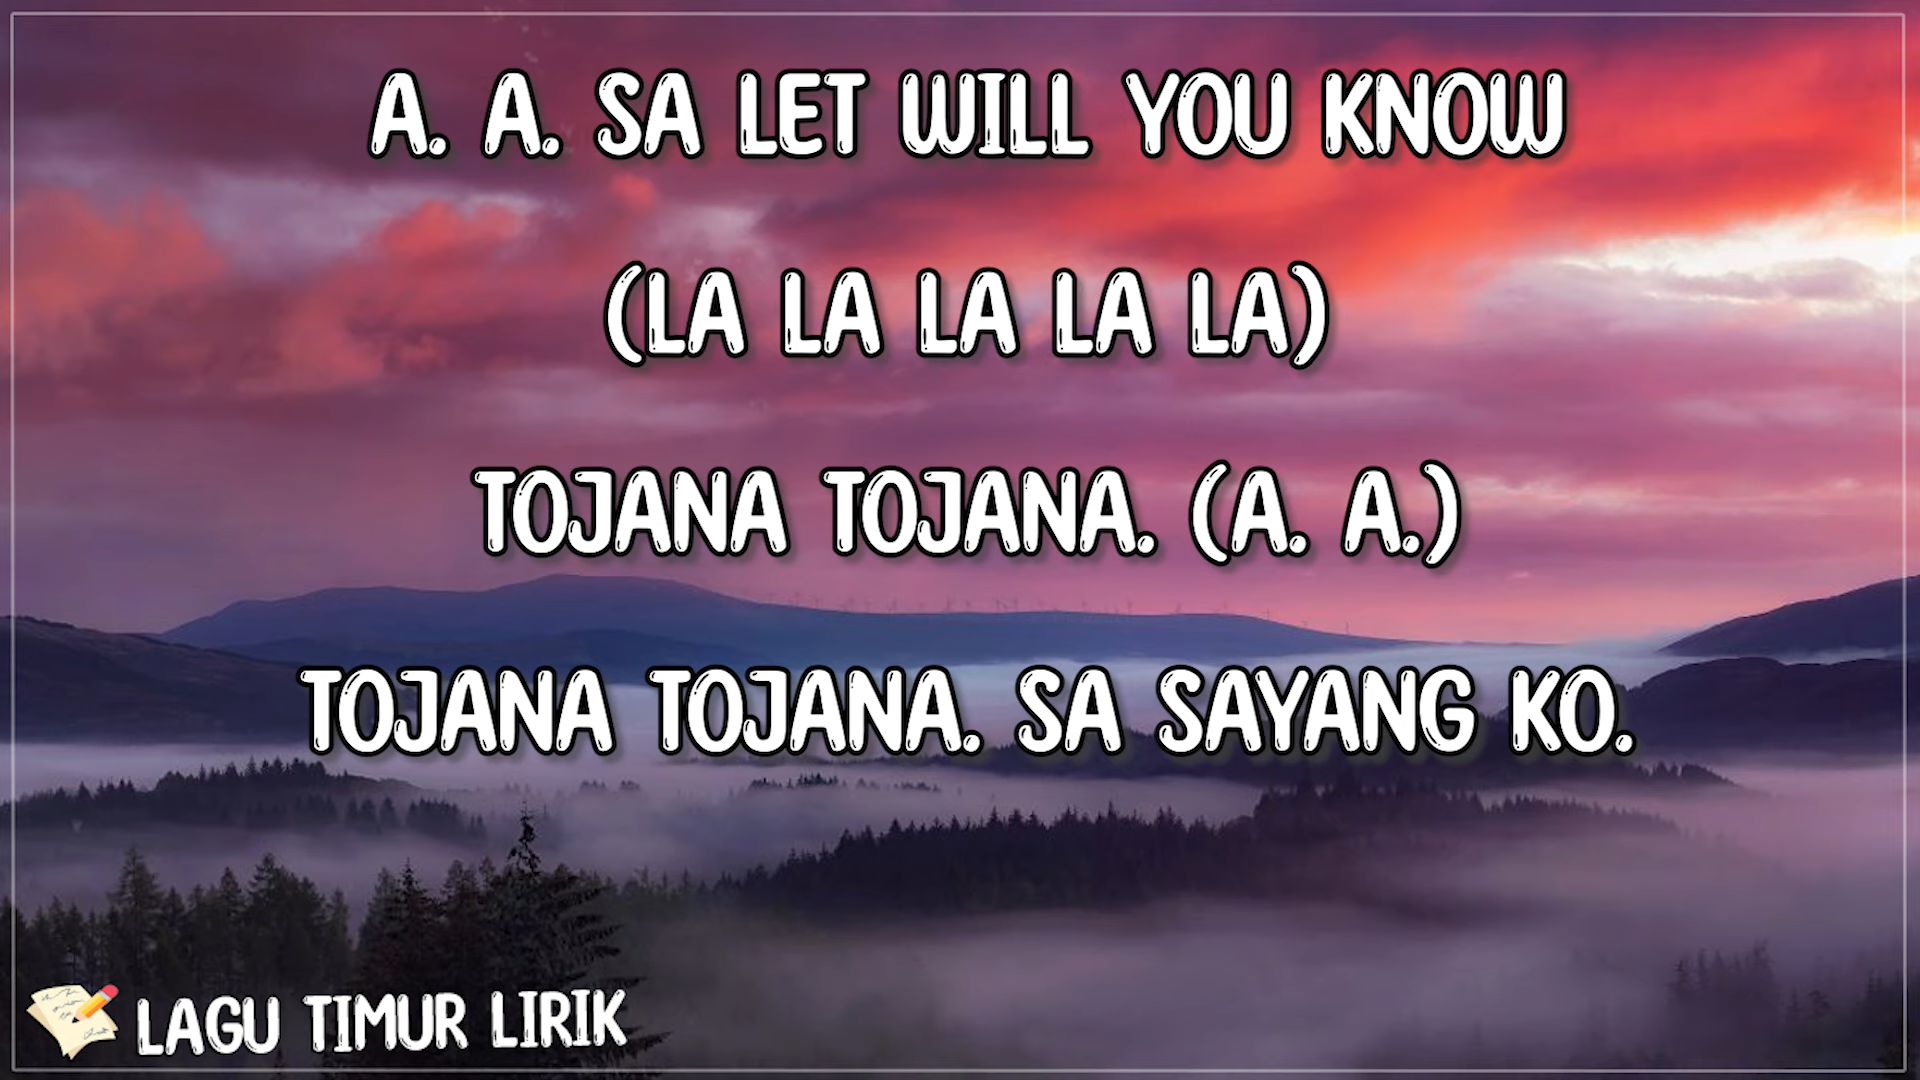 A. A. SA LET WILL YOU KNOW
(LA LA LA LA LA)
TOJANA TOJANA. (A. A.)
TOJANA TOJANA. SA SAYANG KO.
LAGU TIMUR LIRIK